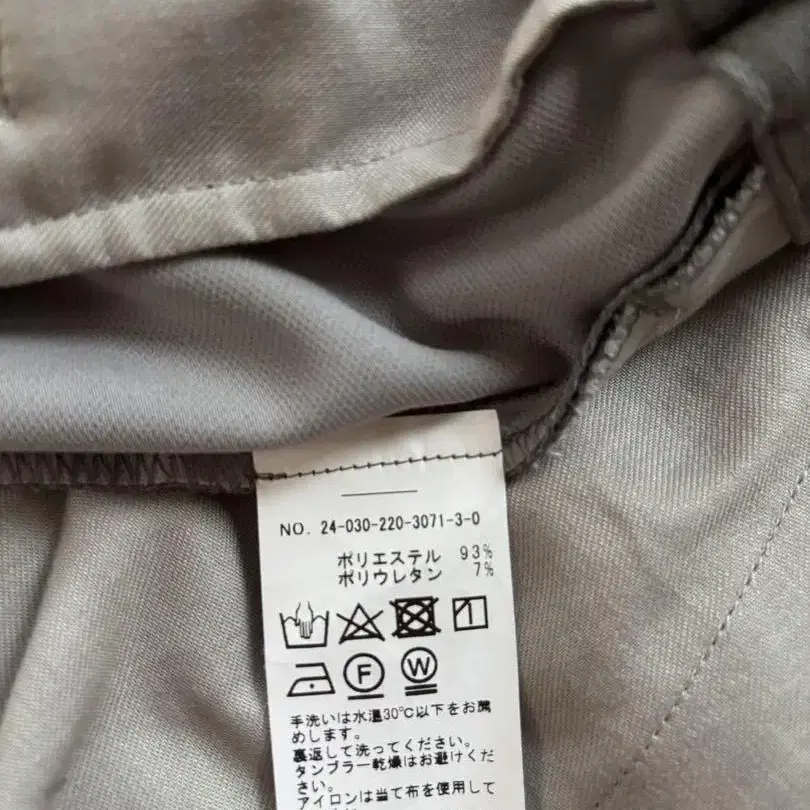 NO. 24-030-220-3071-3-0
ポリエステル 93%
ポリウレタン 7%
F W
手洗いは水温30℃以下をお薦
めします。
裏返して洗ってください。
タンブラー乾燥はお避けくだ
さい。
アイロンは当て布を使用して